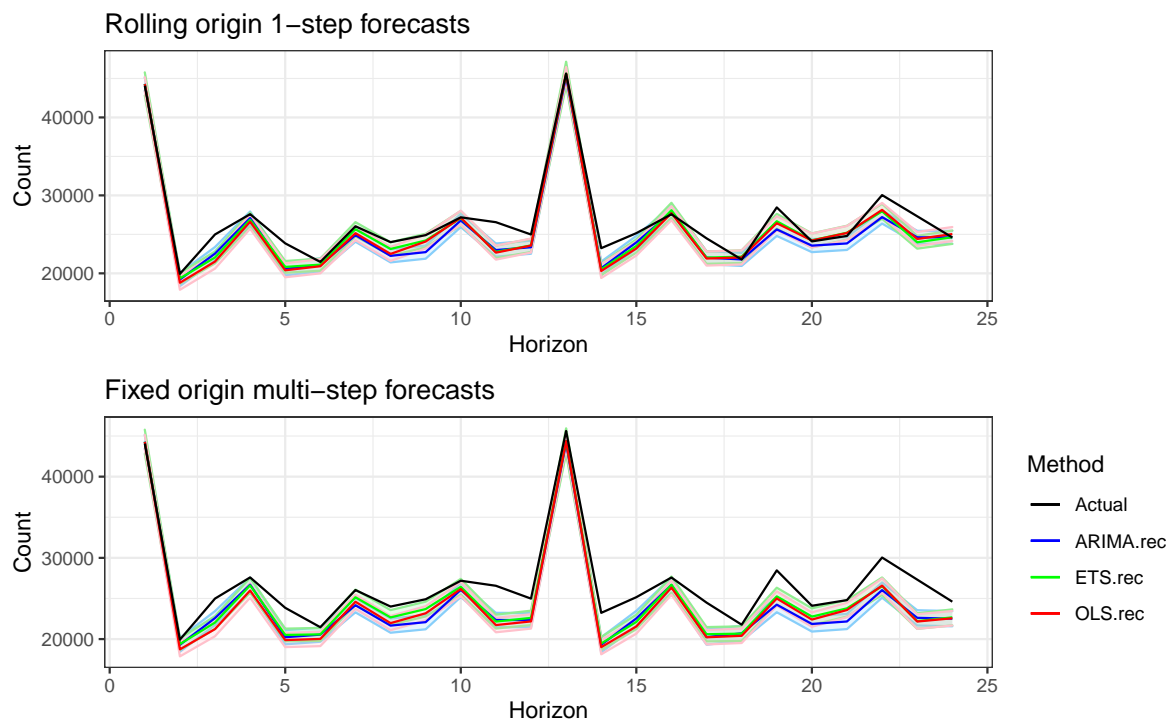 Rolling origin 1−step forecasts
Count
40000
30000
20000
0 5 10 15 20 25
Horizon
Fixed origin multi−step forecasts
Count
40000
30000
20000
0 5 10 15 20 25
Horizon
Method
Actual
ARIMA.rec
ETS.rec
OLS.rec